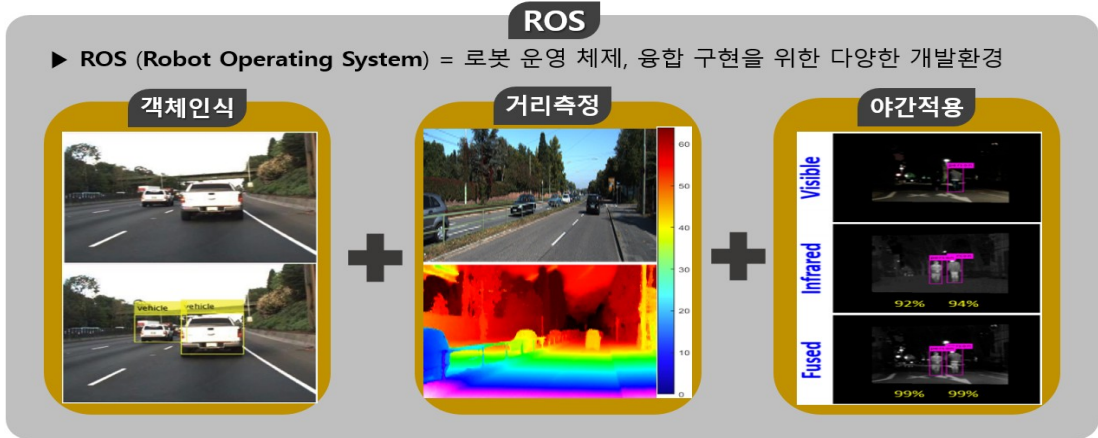 ROS
▶ ROS (Robot Operating System) = 로봇 운영 체제, 융합 구현을 위한 다양한 개발환경
객체인식
거리측정
야간적용
vehicle
vehicle
60
50
40
30
20
10
0
Visible
Infrared
92% 94%
Fused
99% 99%